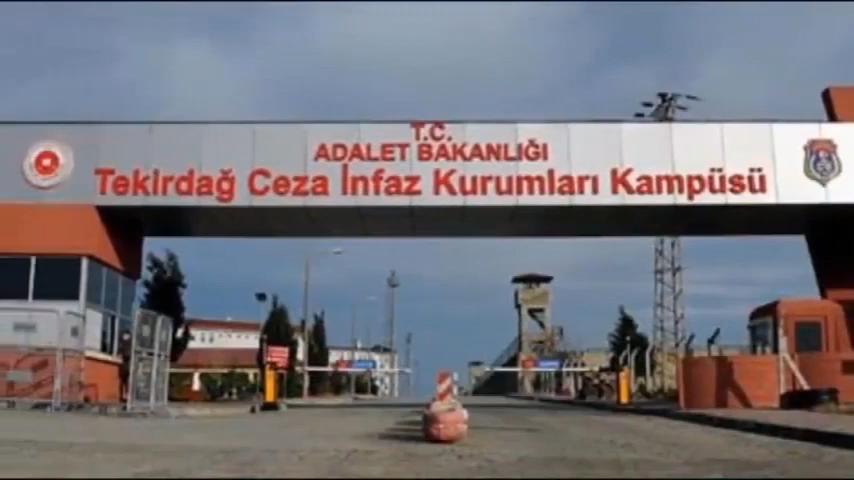 T.C.
ADALET BAKANLIĞI
Tekirdağ Ceza İnfaz Kurumları Kampüsü